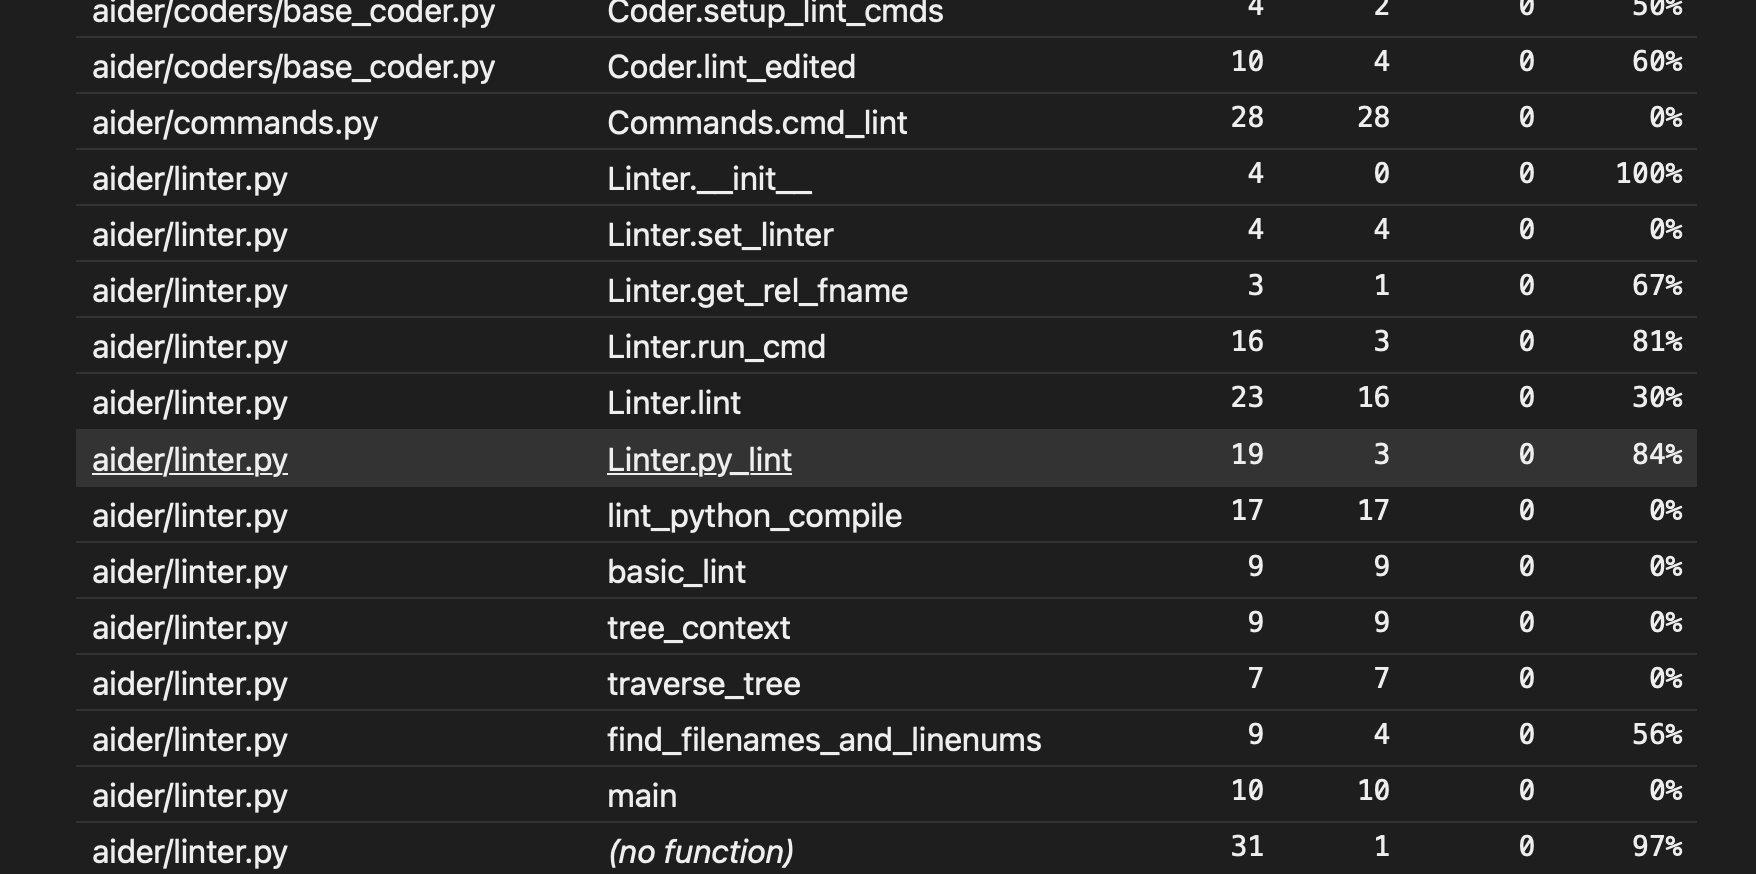 aider/coders/base_coder.py Coder.setup_lint_cmds 4 2 0 50%
aider/coders/base_coder.py Coder.lint_edited 10 4 0 60%
aider/commands.py Commands.cmd_lint 28 28 0 0%
aider/linter.py Linter.__init__ 4 0 0 100%
aider/linter.py Linter.set_linter 4 4 0 0%
aider/linter.py Linter.get_rel_fname 3 1 0 67%
aider/linter.py Linter.run_cmd 16 3 0 81%
aider/linter.py Linter.lint 23 16 0 30%
aider/linter.py Linter.py_lint 19 3 0 84%
aider/linter.py lint_python_compile 17 17 0 0%
aider/linter.py basic_lint 9 9 0 0%
aider/linter.py tree_context 9 9 0 0%
aider/linter.py traverse_tree 7 7 0 0%
aider/linter.py find_filenames_and_linenums 9 4 0 56%
aider/linter.py main 10 10 0 0%
aider/linter.py (no function) 31 1 0 97%